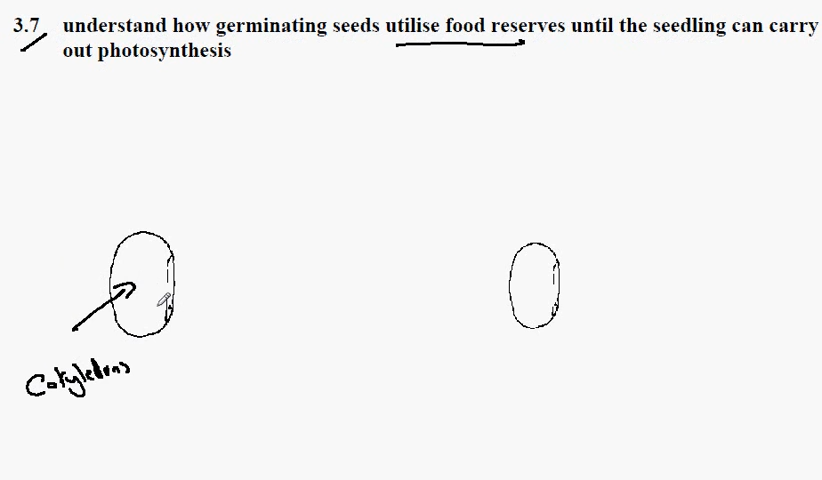 3.7 understand how germinating seeds utilise food reserves until the seedling can carry
out photosynthesis
Cotyledons